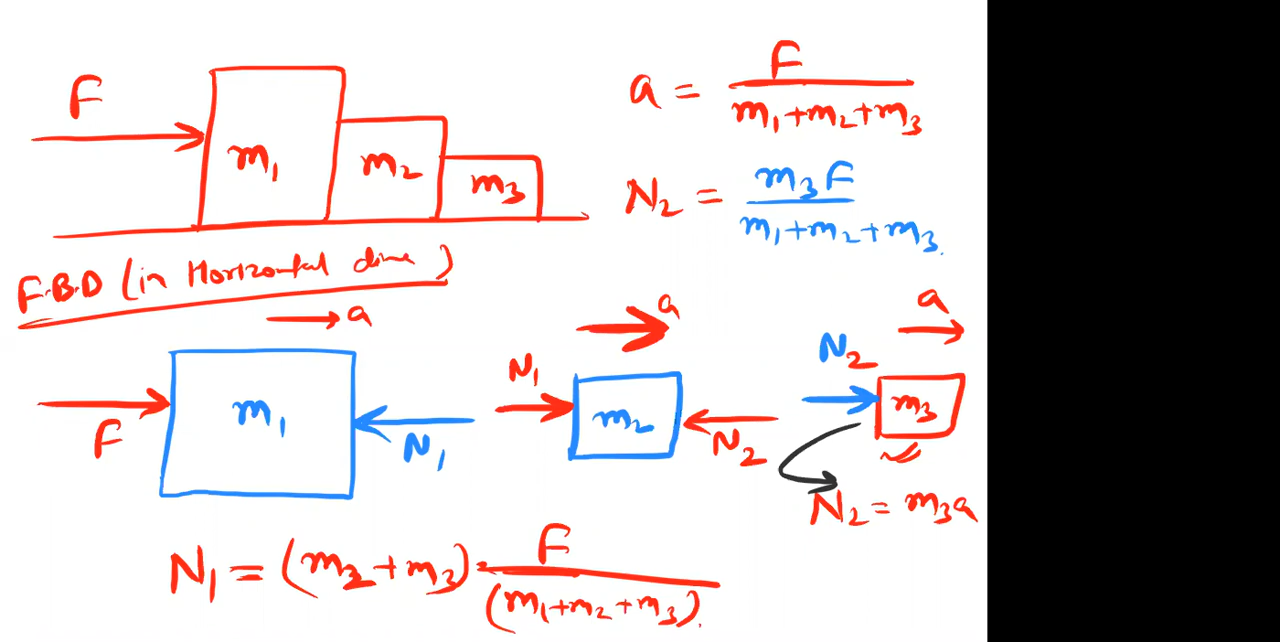 F
m₁
m₂
m₃
a = F / (m₁+m₂+m₃)
N₂ = m₃F / (m₁+m₂+m₃)
F.B.D (in Horizontal )
a
a
a
F
m₁
N₁
N₁
m₂
N₂
N₂
m₃
N₂ = m₃a
N₁ = (m₂+m₃). F / (m₁+m₂+m₃).